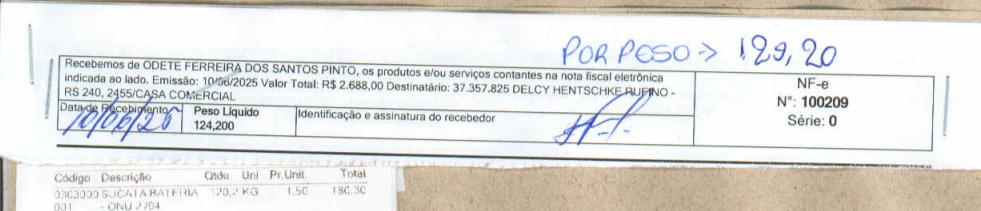 POR PESO -> 129,20
Recebemos de ODETE FERREIRA DOS SANTOS PINTO, os produtos e/ou serviços contantes na nota fiscal eletrônica
indicada ao lado. Emissão: 10/06/2025 Valor Total: R$ 2.688,00 Destinatário: 37.357.825 DELCY HENTSCHKE RUFINO -
RS 240, 2455/CASA COMERCIAL
NF-e
N°: 100209
Série: 0
Data de Recebimento
10/06/25
Peso Líquido
124,200
Identificação e assinatura do recebedor
Código Descrição Qtde. Uni Pr.Unit. Total
0303000 SUCATA BATERIA 120,2 KG 1,50 180,30
001 - ONU 2794